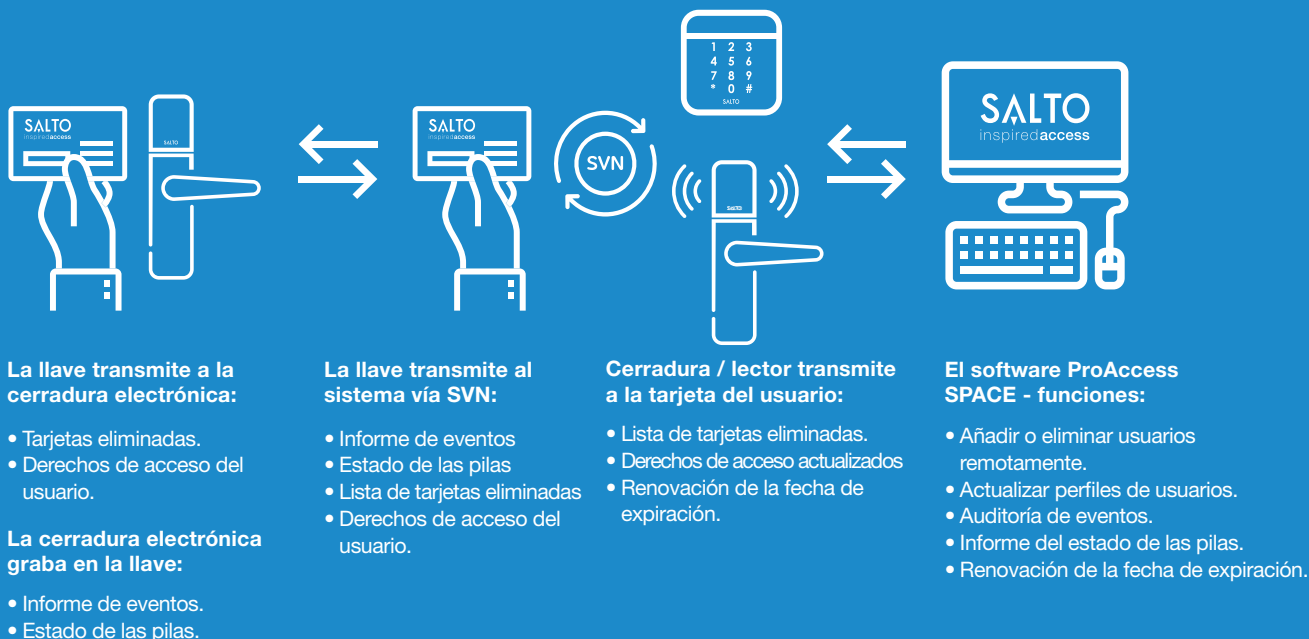 1 2 3
4 5 6
7 8 9
* 0 #
SALTO
SALTO
inspiredaccess
SALTO
SALTO
inspiredaccess
SVN
SALTO
SALTO
inspiredaccess
La llave transmite a la
cerradura electrónica:
• Tarjetas eliminadas.
• Derechos de acceso del
usuario.
La cerradura electrónica
graba en la llave:
• Informe de eventos.
• Estado de las pilas.
La llave transmite al
sistema vía SVN:
• Informe de eventos
• Estado de las pilas
• Lista de tarjetas eliminadas
• Derechos de acceso del
usuario.
Cerradura / lector transmite
a la tarjeta del usuario:
• Lista de tarjetas eliminadas.
• Derechos de acceso actualizados
• Renovación de la fecha de
expiración.
El software ProAccess
SPACE - funciones:
• Añadir o eliminar usuarios
remotamente.
• Actualizar perfiles de usuarios.
• Auditoría de eventos.
• Informe del estado de las pilas.
• Renovación de la fecha de expiración.